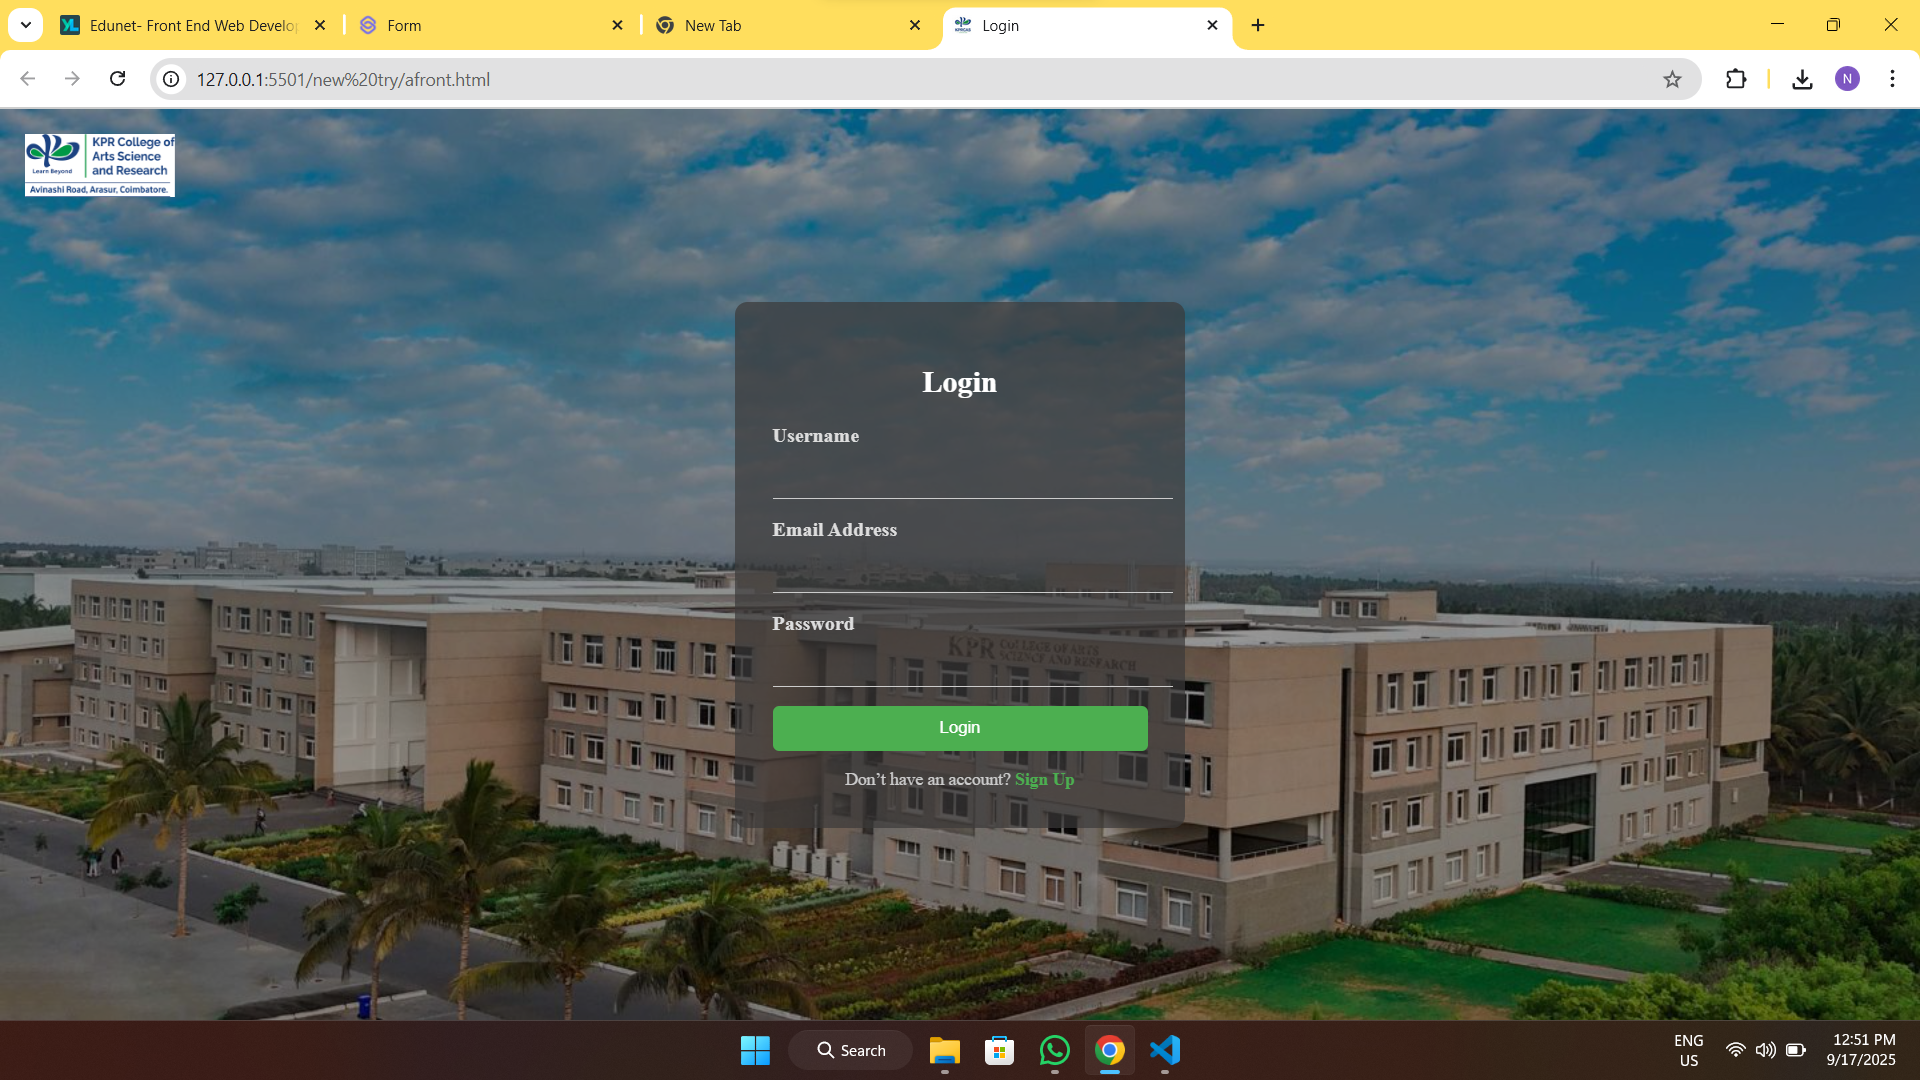 Edunet- Front End Web Develop
Form
New Tab
Login
127.0.0.1:5501/new%20try/afront.html
N
KPR College of
Arts Science
and Research
Learn Beyond
Avinashi Road, Arasur, Coimbatore.
Login
Username
Email Address
Password
KPR COLLEGE OF ARTS
SCIENCE AND RESEARCH
Login
Don’t have an account? Sign Up
Search
ENG
US
12:51 PM
9/17/2025